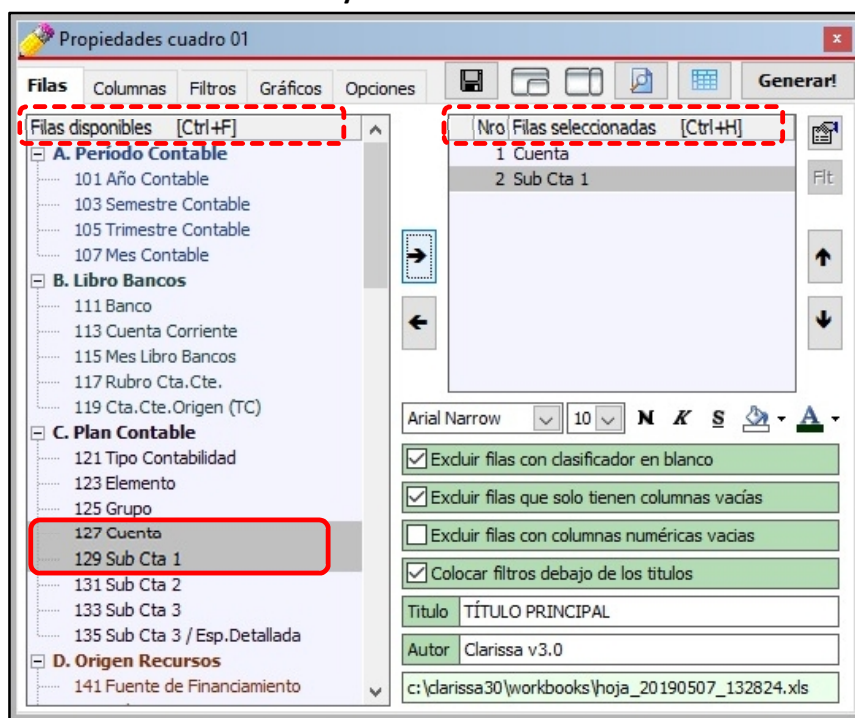 Propiedades cuadro 01
x
Filas Columnas Filtros Gráficos Opciones Generar!
Filas disponibles [Ctrl+F]
A. Periodo Contable
101 Año Contable
103 Semestre Contable
105 Trimestre Contable
107 Mes Contable
B. Libro Bancos
111 Banco
113 Cuenta Corriente
115 Mes Libro Bancos
117 Rubro Cta.Cte.
119 Cta.Cte.Origen (TC)
C. Plan Contable
121 Tipo Contabilidad
123 Elemento
125 Grupo
127 Cuenta
129 Sub Cta 1
131 Sub Cta 2
133 Sub Cta 3
135 Sub Cta 3 / Esp.Detallada
D. Origen Recursos
141 Fuente de Financiamiento
Nro Filas seleccionadas [Ctrl+H]
1 Cuenta
2 Sub Cta 1
Flt
Arial Narrow 10 N K S A
Excluir filas con clasificador en blanco
Excluir filas que solo tienen columnas vacías
Excluir filas con columnas numéricas vacias
Colocar filtros debajo de los titulos
Titulo TÍTULO PRINCIPAL
Autor Clarissa v3.0
c:\clarissa30\workbooks\hoja_20190507_132824.xls